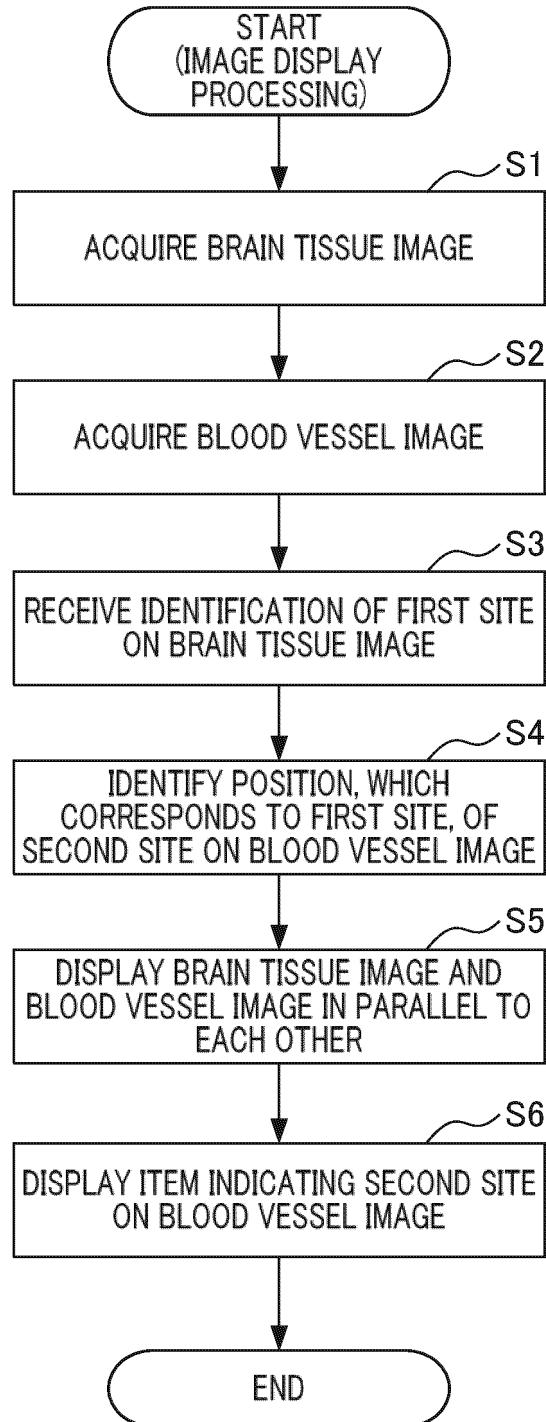 START
(IMAGE DISPLAY
PROCESSING)
S1
ACQUIRE BRAIN TISSUE IMAGE
S2
ACQUIRE BLOOD VESSEL IMAGE
S3
RECEIVE IDENTIFICATION OF FIRST SITE
ON BRAIN TISSUE IMAGE
S4
IDENTIFY POSITION, WHICH
CORRESPONDS TO FIRST SITE, OF
SECOND SITE ON BLOOD VESSEL IMAGE
S5
DISPLAY BRAIN TISSUE IMAGE AND
BLOOD VESSEL IMAGE IN PARALLEL TO
EACH OTHER
S6
DISPLAY ITEM INDICATING SECOND SITE
ON BLOOD VESSEL IMAGE
END